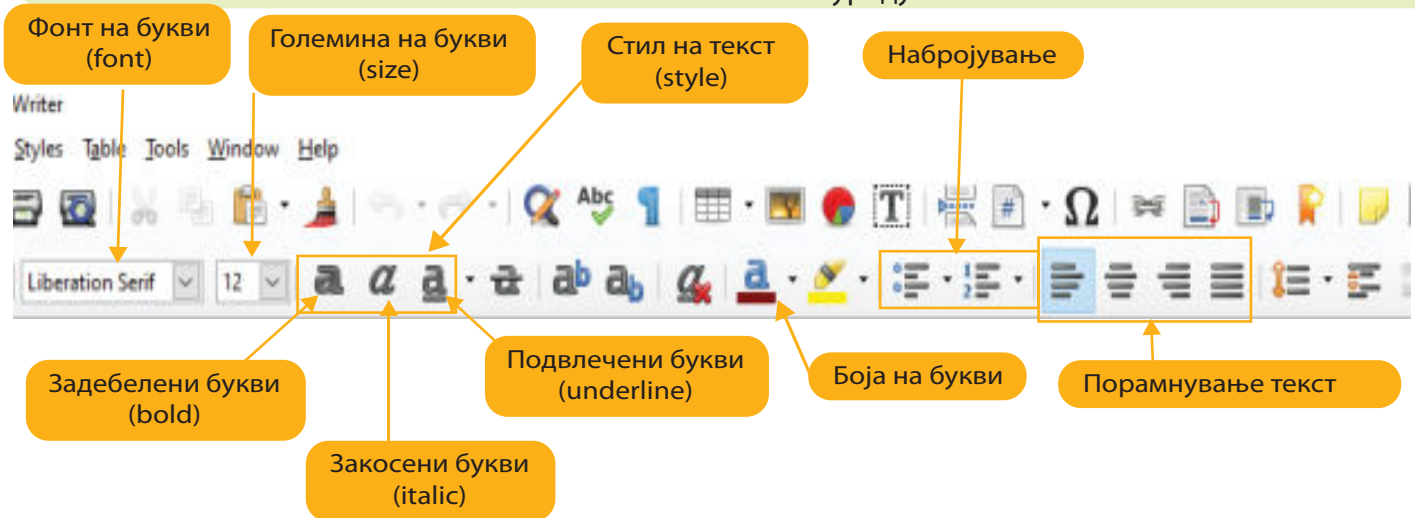 Фонт на букви
(font)
Големина на букви
(size)
Стил на текст
(style)
Набројување
Writer
Styles Table Tools Window Help
Abc
Liberation Serif 12
Задебелени букви
(bold)
Подвлечени букви
(underline)
Боја на букви
Порамнување текст
Закосени букви
(italic)